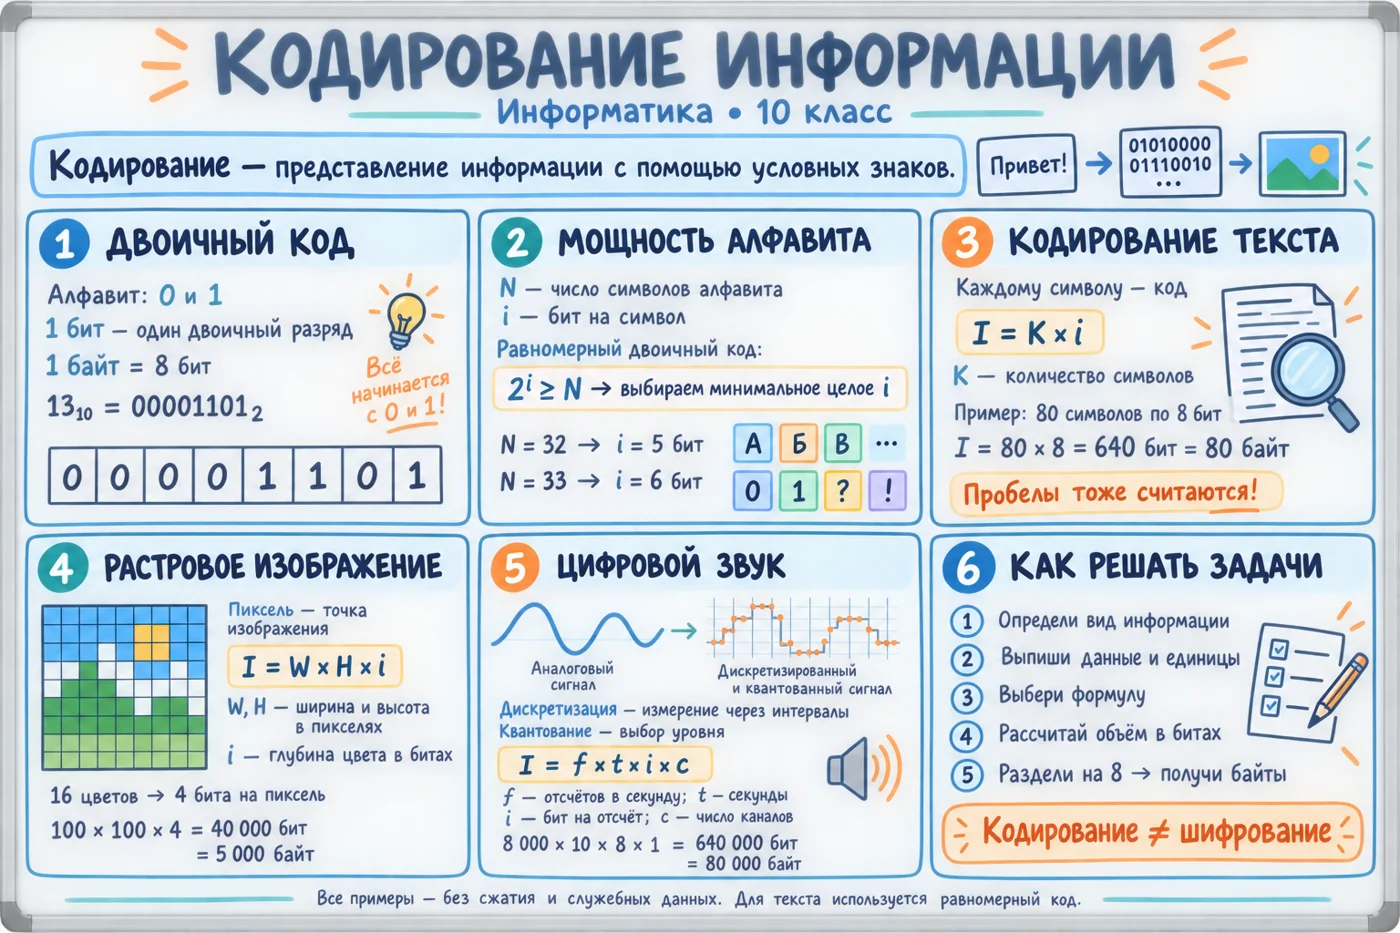 КОДИРОВАНИЕ ИНФОРМАЦИИ
Информатика • 10 класс
Кодирование — представление информации с помощью условных знаков.
Привет!
01010000
01110010
...
1 ДВОИЧНЫЙ КОД
Алфавит: 0 и 1
1 бит — один двоичный разряд
1 байт = 8 бит
13₁₀ = 00001101₂
Всё
начинается
с 0 и 1!
0 0 0 0 1 1 0 1
2 МОЩНОСТЬ АЛФАВИТА
N — число символов алфавита
i — бит на символ
Равномерный двоичный код:
2ⁱ ≥ N → выбираем минимальное целое i
N = 32 → i = 5 бит
N = 33 → i = 6 бит
А Б В ...
0 1 ? !
3 КОДИРОВАНИЕ ТЕКСТА
Каждому символу — код
I = K × i
K — количество символов
Пример: 80 символов по 8 бит
I = 80 × 8 = 640 бит = 80 байт
Пробелы тоже считаются!
4 РАСТРОВОЕ ИЗОБРАЖЕНИЕ
Пиксель — точка
изображения
I = W × H × i
W, H — ширина и высота
в пикселях
i — глубина цвета в битах
16 цветов → 4 бита на пиксель
100 × 100 × 4 = 40 000 бит
= 5 000 байт
5 ЦИФРОВОЙ ЗВУК
Аналоговый
сигнал
Дискретизированный
и квантованный сигнал
Дискретизация — измерение через интервалы
Квантование — выбор уровня
I = f × t × i × c
f — отсчётов в секунду; t — секунды
i — бит на отсчёт; c — число каналов
8 000 × 10 × 8 × 1 = 640 000 бит
= 80 000 байт
6 КАК РЕШАТЬ ЗАДАЧИ
1 Определи вид информации
2 Выпиши данные и единицы
3 Выбери формулу
4 Рассчитай объём в битах
5 Раздели на 8 → получи байты
Кодирование ≠ шифрование
Все примеры — без сжатия и служебных данных. Для текста используется равномерный код.